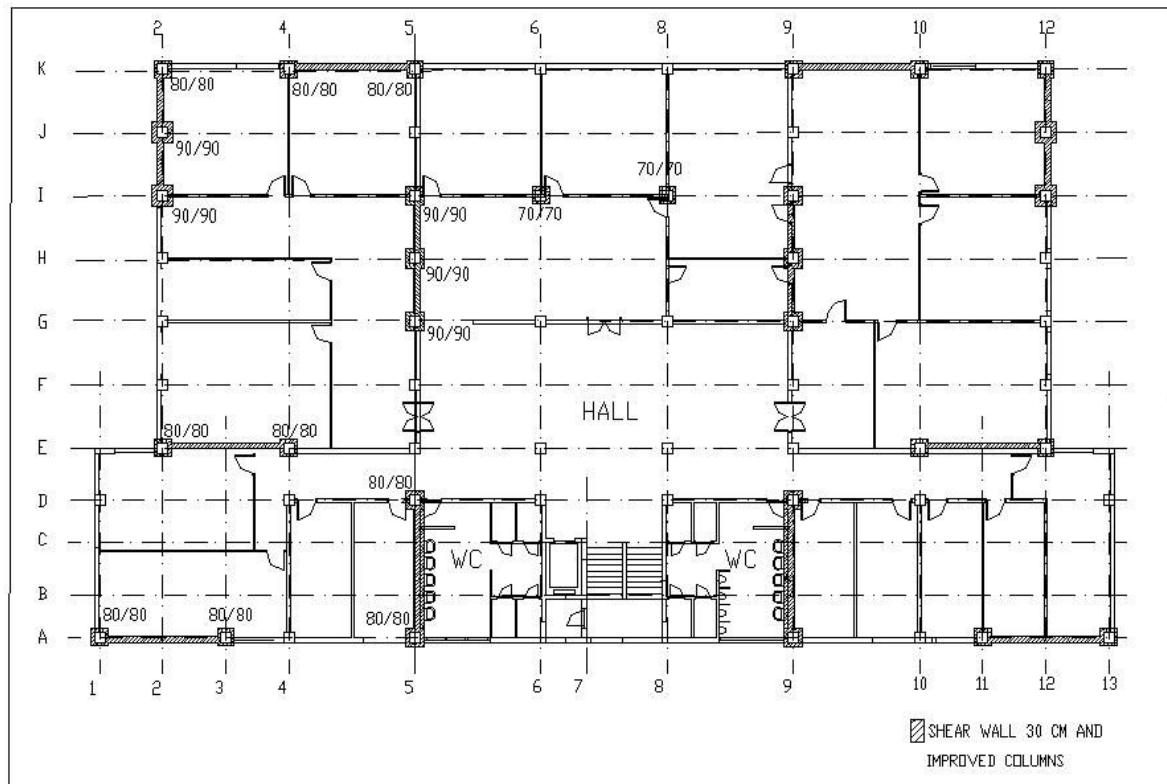 2 4 5 6 8 9 10 12
K
80/80 80/80 80/80
J
90/90
70/70
I
90/90 90/90 70/70
H
90/90
G
90/90
F
HALL
80/80 80/80
E
80/80
D
C
WC WC
B
80/80 80/80 80/80
A
1 2 3 4 5 6 7 8 9 10 11 12 13
SHEAR WALL 30 CM AND
IMPROVED COLUMNS